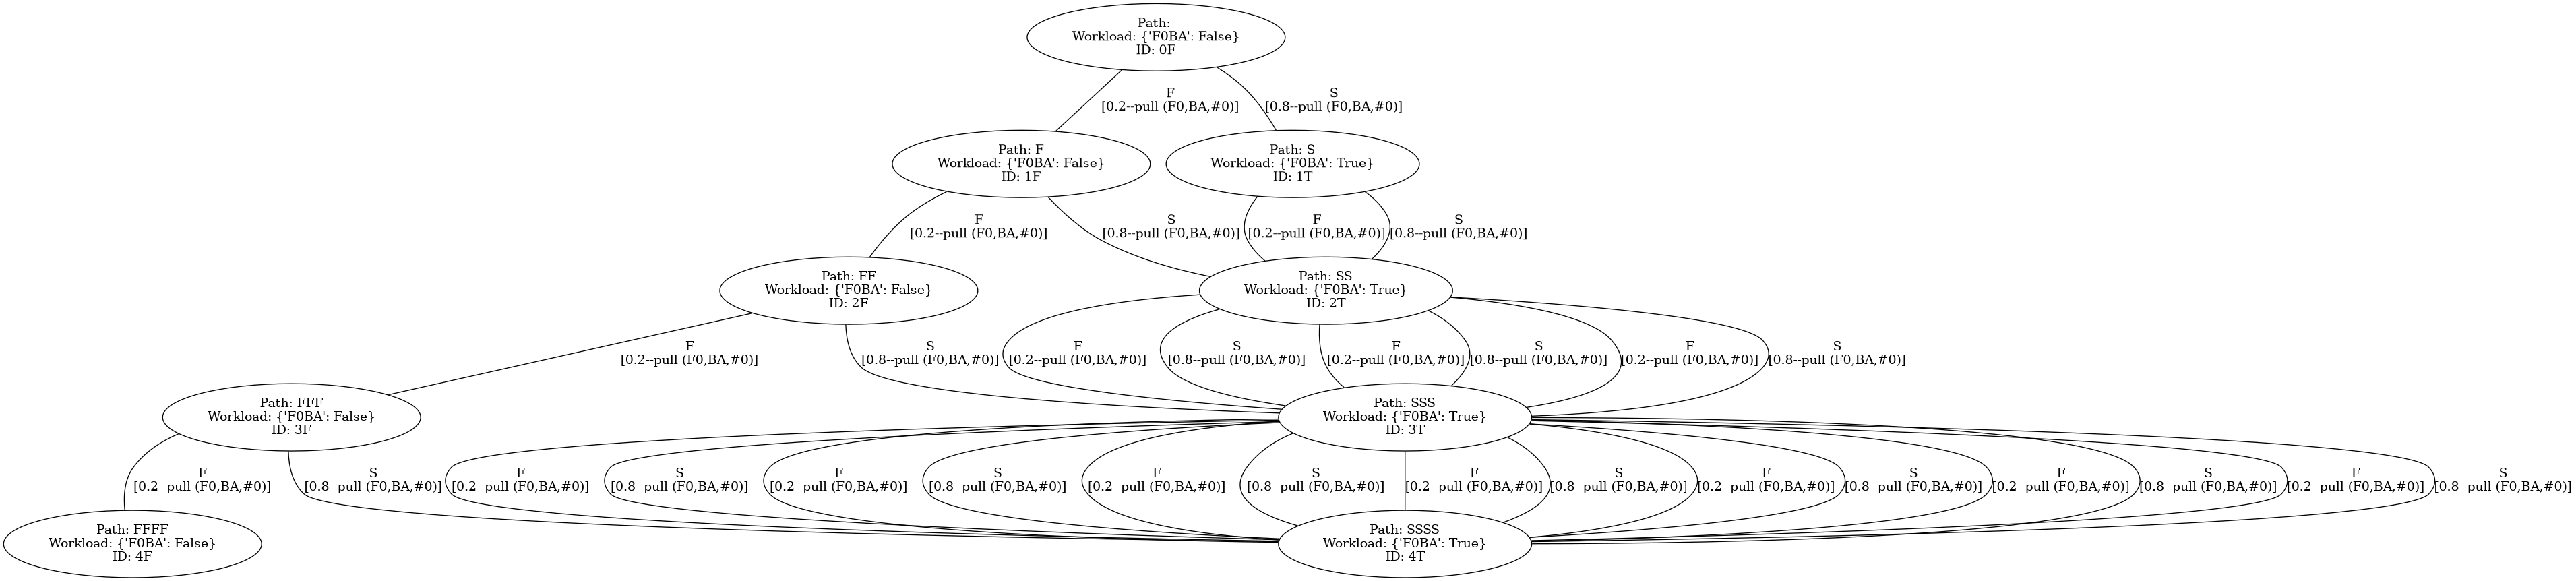 Path:
Workload: {'F0BA': False}
ID: 0F
F
[0.2--pull (F0,BA,#0)]
S
[0.8--pull (F0,BA,#0)]
Path: F
Workload: {'F0BA': False}
ID: 1F
Path: S
Workload: {'F0BA': True}
ID: 1T
F
[0.2--pull (F0,BA,#0)]
S
[0.8--pull (F0,BA,#0)]
F
[0.2--pull (F0,BA,#0)]
S
[0.8--pull (F0,BA,#0)]
Path: FF
Workload: {'F0BA': False}
ID: 2F
Path: SS
Workload: {'F0BA': True}
ID: 2T
F
[0.2--pull (F0,BA,#0)]
S
[0.8--pull (F0,BA,#0)]
F
[0.2--pull (F0,BA,#0)]
S
[0.8--pull (F0,BA,#0)]
F
[0.2--pull (F0,BA,#0)]
S
[0.8--pull (F0,BA,#0)]
F
[0.2--pull (F0,BA,#0)]
S
[0.8--pull (F0,BA,#0)]
Path: FFF
Workload: {'F0BA': False}
ID: 3F
Path: SSS
Workload: {'F0BA': True}
ID: 3T
F
[0.2--pull (F0,BA,#0)]
S
[0.8--pull (F0,BA,#0)]
F
[0.2--pull (F0,BA,#0)]
S
[0.8--pull (F0,BA,#0)]
F
[0.2--pull (F0,BA,#0)]
S
[0.8--pull (F0,BA,#0)]
F
[0.2--pull (F0,BA,#0)]
S
[0.8--pull (F0,BA,#0)]
F
[0.2--pull (F0,BA,#0)]
S
[0.8--pull (F0,BA,#0)]
F
[0.2--pull (F0,BA,#0)]
S
[0.8--pull (F0,BA,#0)]
F
[0.2--pull (F0,BA,#0)]
S
[0.8--pull (F0,BA,#0)]
F
[0.2--pull (F0,BA,#0)]
S
[0.8--pull (F0,BA,#0)]
Path: FFFF
Workload: {'F0BA': False}
ID: 4F
Path: SSSS
Workload: {'F0BA': True}
ID: 4T